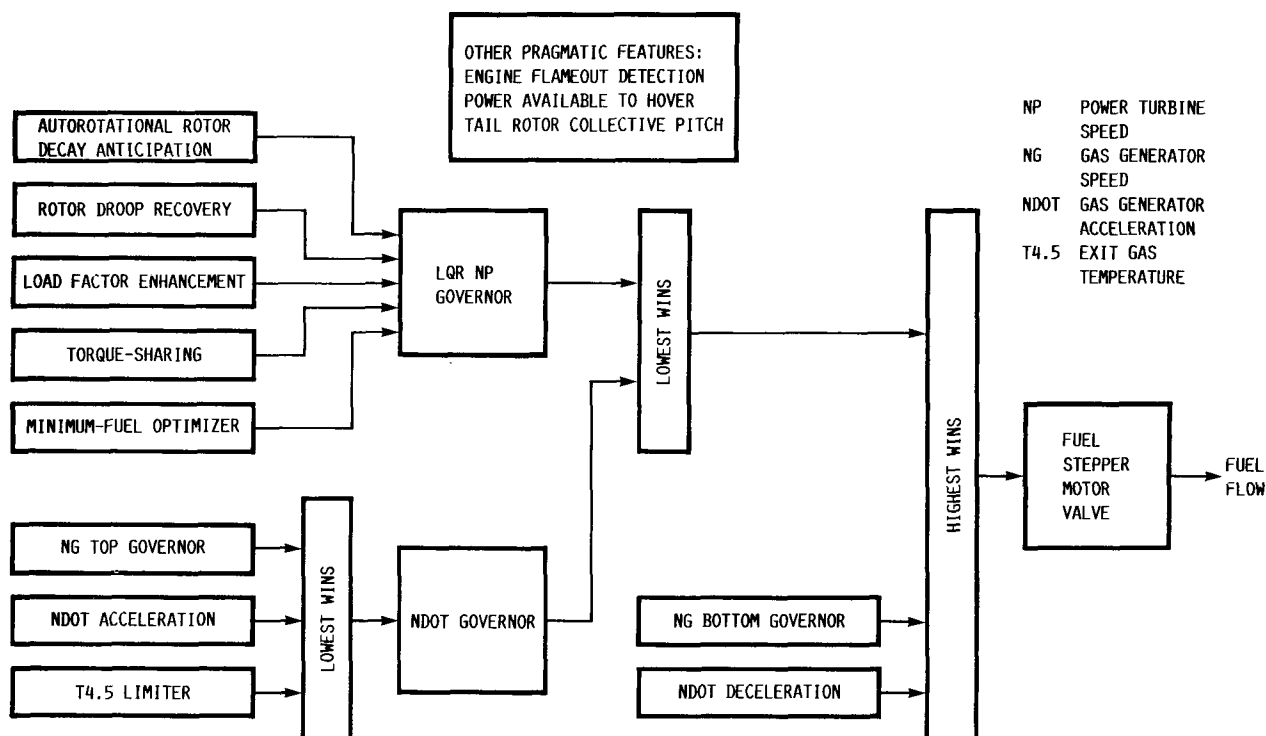 OTHER PRAGMATIC FEATURES:
ENGINE FLAMEOUT DETECTION
POWER AVAILABLE TO HOVER
TAIL ROTOR COLLECTIVE PITCH
NP POWER TURBINE
SPEED
NG GAS GENERATOR
SPEED
NDOT GAS GENERATOR
ACCELERATION
T4.5 EXIT GAS
TEMPERATURE
AUTOROTATIONAL ROTOR
DECAY ANTICIPATION
ROTOR DROOP RECOVERY
LOAD FACTOR ENHANCEMENT
TORQUE-SHARING
MINIMUM-FUEL OPTIMIZER
LQR NP
GOVERNOR
LOWEST WINS
NG TOP GOVERNOR
NDOT ACCELERATION
T4.5 LIMITER
LOWEST WINS
NDOT GOVERNOR
NG BOTTOM GOVERNOR
NDOT DECELERATION
HIGHEST WINS
FUEL
STEPPER
MOTOR
VALVE
FUEL
FLOW